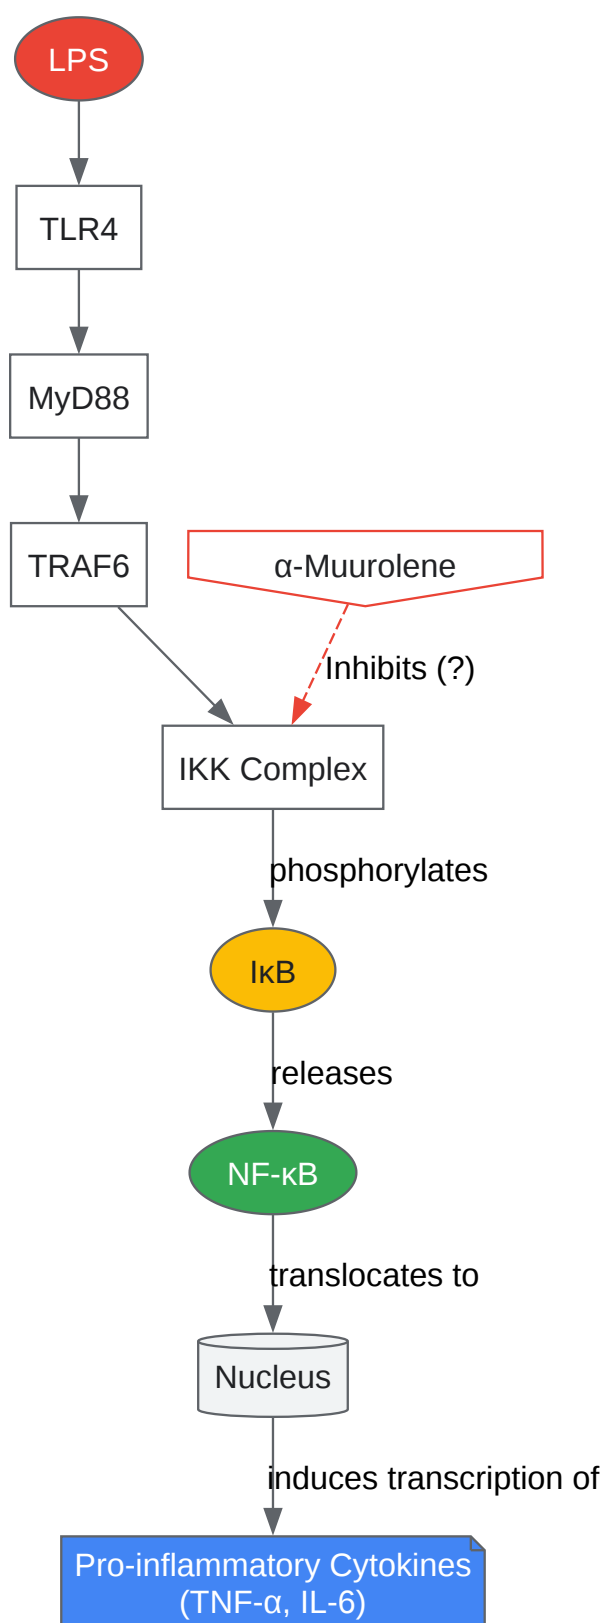 LPS
TLR4
MyD88
TRAF6
α-Muurolene
Inhibits (?)
IKK Complex
phosphorylates
IκB
releases
NF-κB
translocates to
Nucleus
induces transcription of
Pro-inflammatory Cytokines
(TNF-α, IL-6)